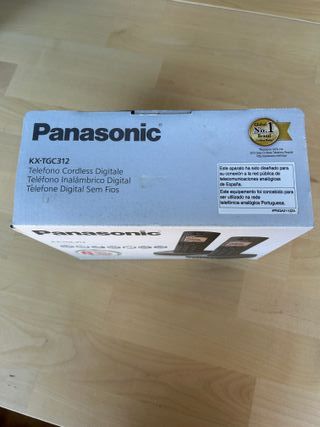 Panasonic
KX-TGC312
Telefono Cordless Digitale
Teléfono Inalámbrico Digital
Telefone Digital Sem Fios
Global
No.1
Brand
Este aparato ha sido diseñado para
su conexión a la red pública de
telecomunicaciones analógicas
de España.
Este equipamento foi concebido para
ser utilizado na rede
telefónica analógica Portuguesa.
Panasonic